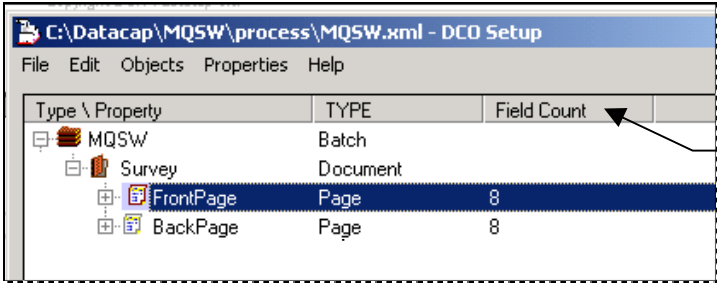 C:\Datacap\MQSW\process\MQSW.xml - DCO Setup
File Edit Objects Properties Help
Type \ Property TYPE Field Count
MQSW Batch
Survey Document
FrontPage Page 8
BackPage Page 8